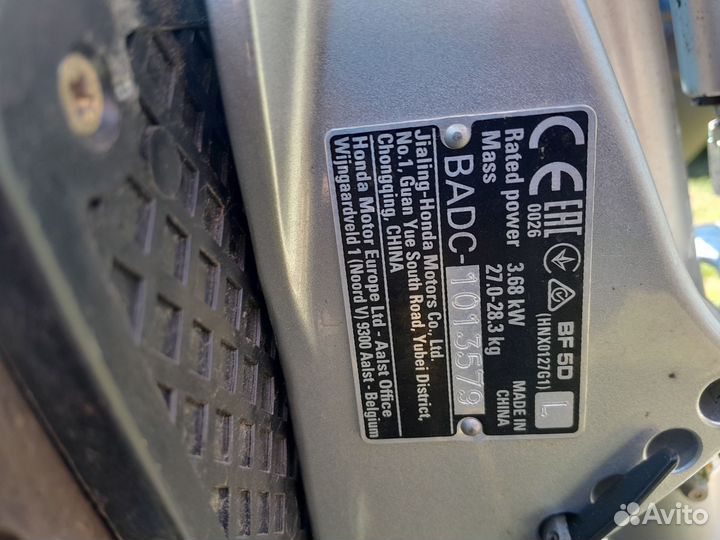 CE EAC BF 5D L
0026 (HNX0127G1)
Rated power 3.68 kW MADE IN
Mass 27.0-28.3 kg CHINA
BADC-1013579
Jialing-Honda Motors Co., Ltd.
No.1, Guan Yue South Road, Yubei District,
Chongqing, CHINA
Honda Motor Europe Ltd - Aalst Office
Wijngaardveld 1 (Noord V) 9300 Aalst - Belgium
Avito